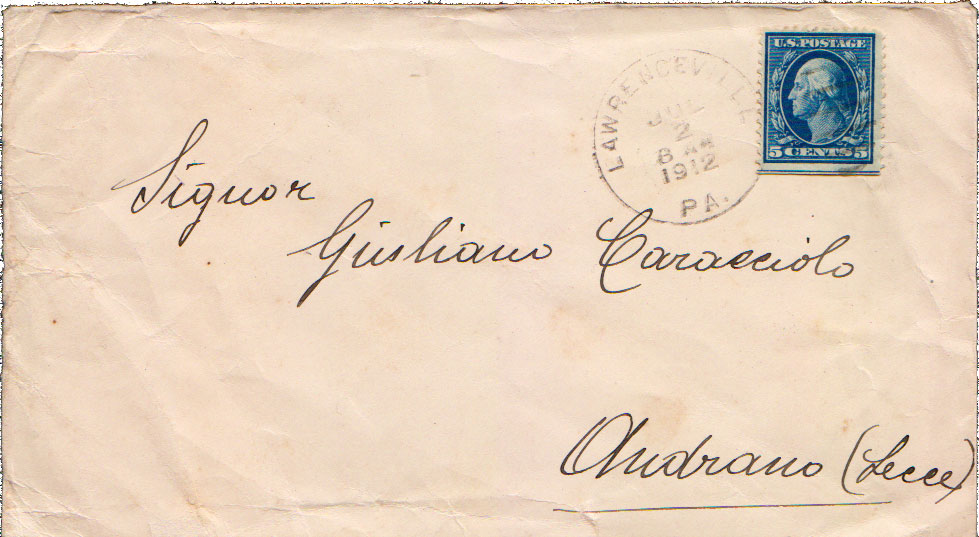 U.S. POSTAGE
5 CENTS 5
LAWRENCEVILLE
JUL
2
8 AM
1912
PA.
Signor
Giuliano Caracciolo
Andrano (Lecce)